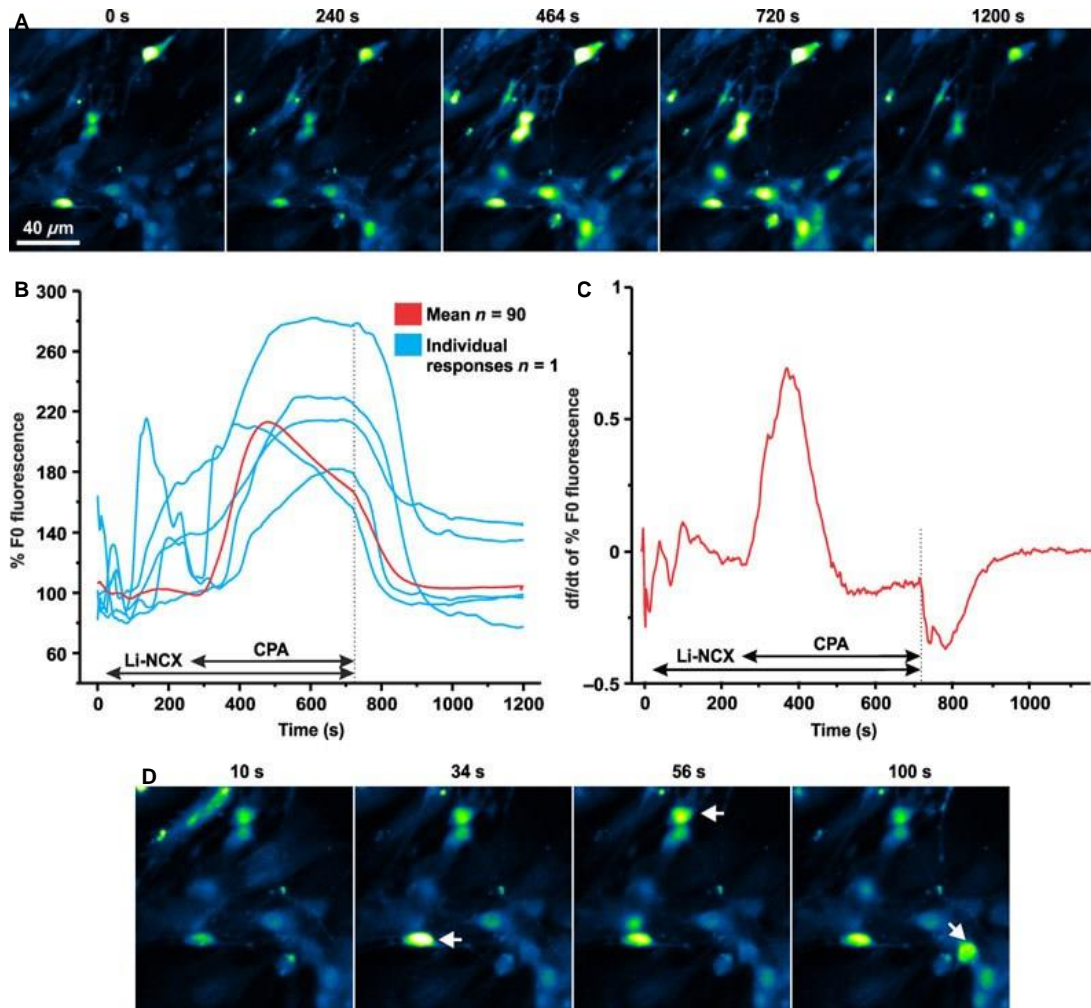 A
0 s
240 s
464 s
720 s
1200 s
40 µm
B
300
260
220
180
140
100
60
% F0 fluorescence
Mean n = 90
Individual
responses n = 1
CPA
Li-NCX
0
200
400
600
800
1000
1200
Time (s)
C
1
0.5
0
–0.5
df/dt of % F0 fluorescence
CPA
Li-NCX
0
200
400
600
800
1000
Time (s)
D
10 s
34 s
56 s
100 s